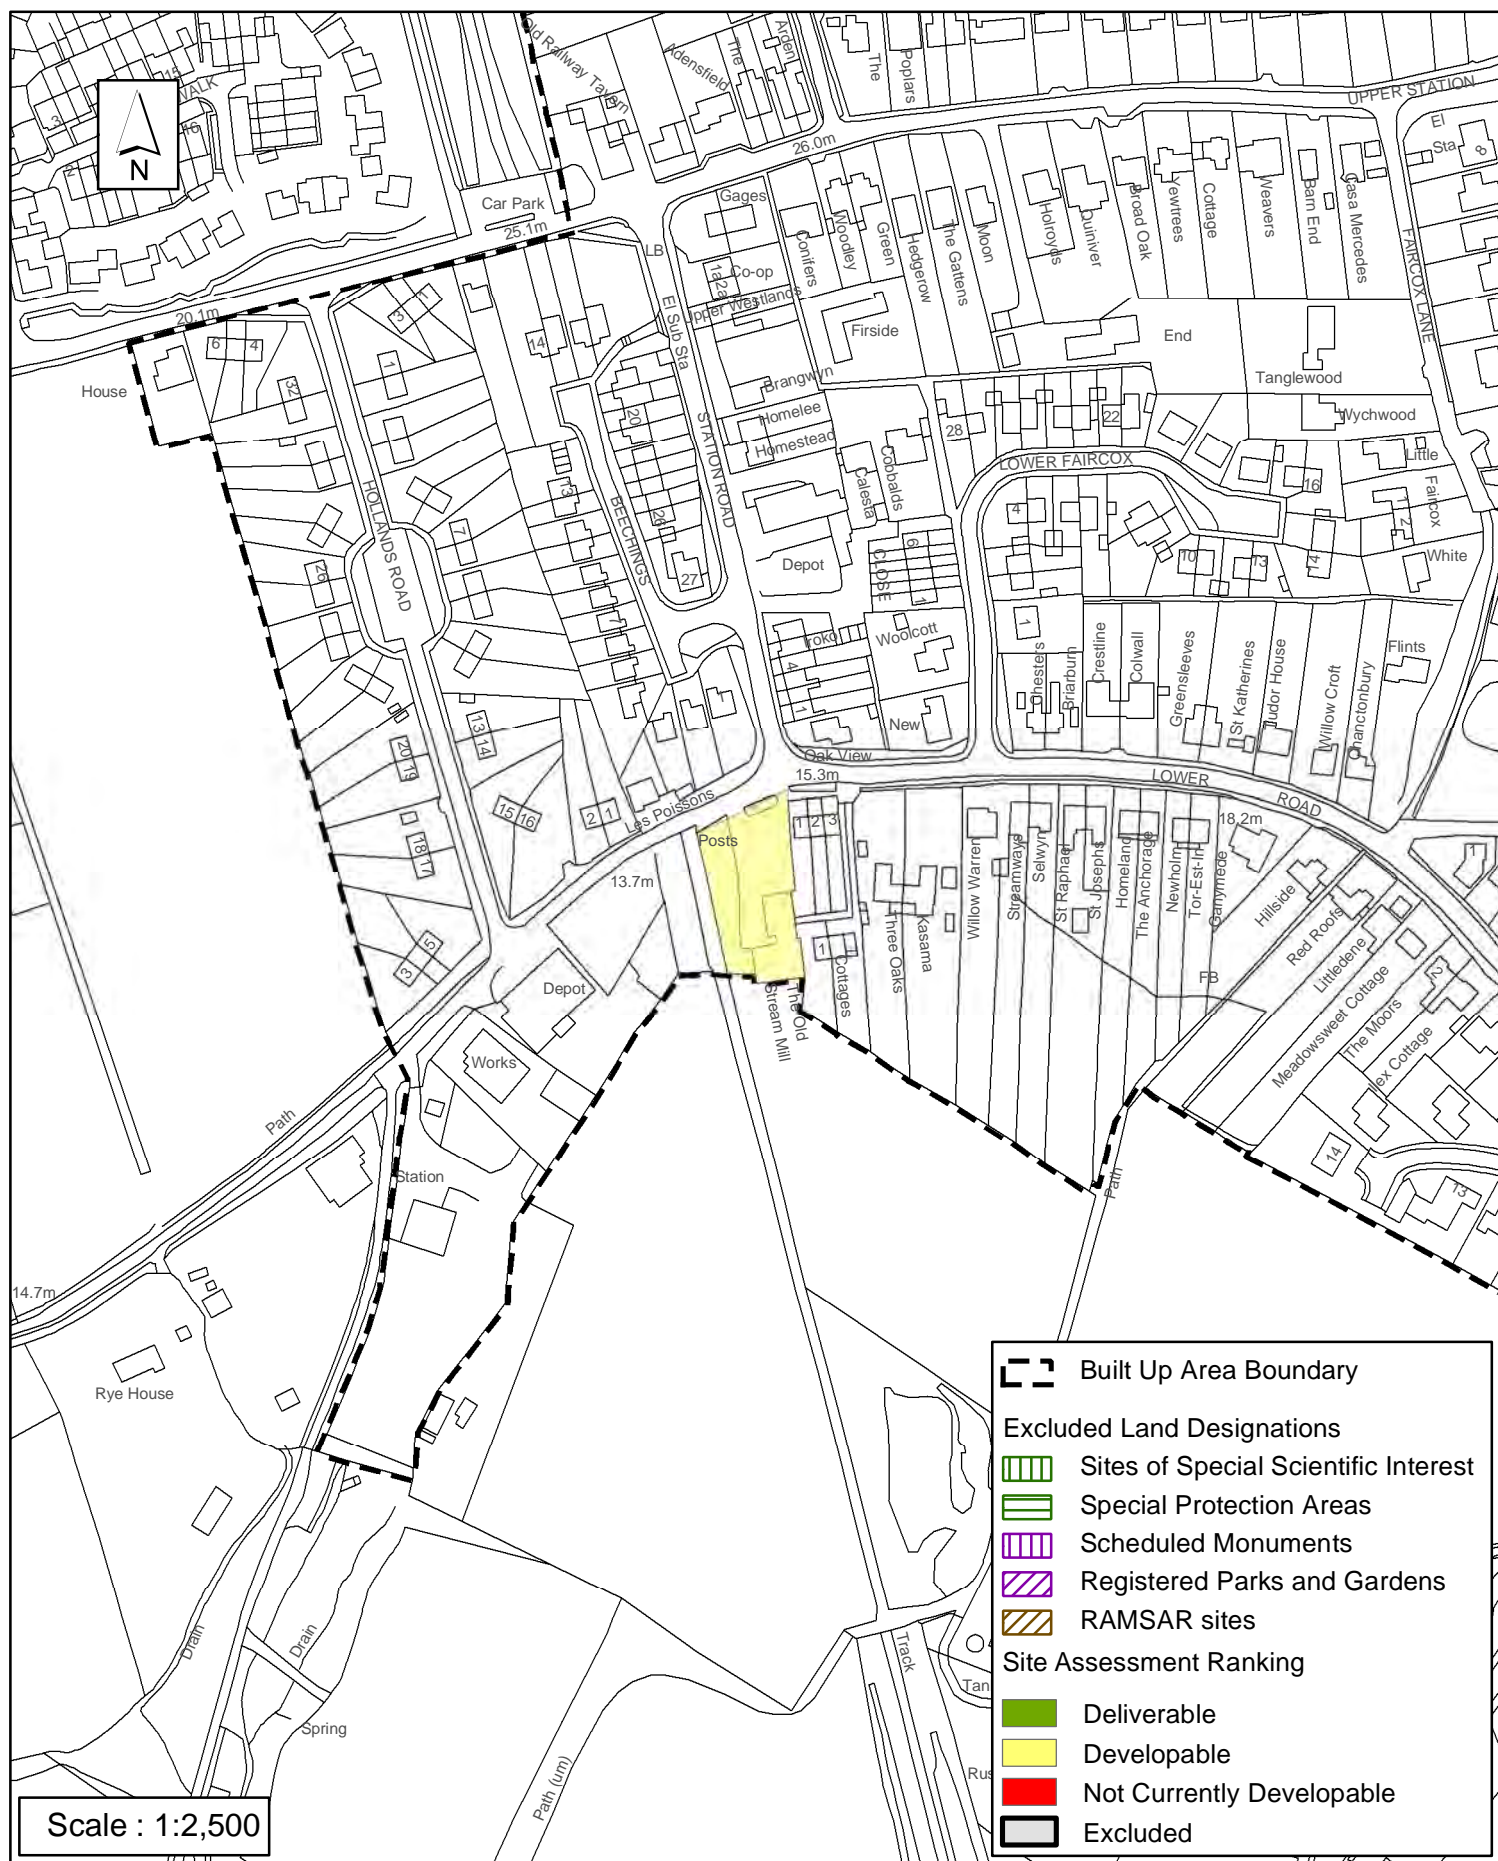 Old Railway Tavern
Adensfield
The
Arden
The
Poplars
UPPER STATION
15
WALK
3
16
2
N
26.0m
El
Sta
8
Car Park
25.1m
LB
Gages
Conifers
Woodley
Green
Hedgerow
The Gattens
Moon
Holroyds
Quiniver
Broad Oak
Yewtrees
Cottage
Weavers
Barn End
Casa Mercedes
FAIRCOX LANE
1a2a
Co-op
Upper Westlands
El Sub Sta
20.1m
3
1
6
4
14
Firside
End
Tanglewood
House
32
1
Brangwyn
Homelee
Homestead
STATION ROAD
20
Wychwood
Little
Faircox
28
22
LOWER FAIRCOX
16
Calesta
Cobbalds
HOLLANDS ROAD
7
13
BEECHINGS
26
27
Depot
CLOSE
6
1
4
10
13
14
1
2
White
26
7
Iroko
Woolcott
4
1
New
1
Chesters
Briarburn
Crestline
Colwall
Greensleeves
St Katherines
Tudor House
Willow Croft
Chanctonbury
Flints
20
19
13
14
Oak View
15.3m
LOWER
ROAD
15
16
2
1
Les Poissons
18
17
Posts
1
2
3
13.7m
18.2m
1
Three Oaks
Kasama
Willow Warren
Streamways
Selwyn
St Raphael
St Josephs
Homeland
The Anchorage
Newholm
Tor-Est-In
Ganymede
Hillside
Red Roofs
Littledene
Meadowsweet Cottage
The Moors
Ilex Cottage
2
3
5
1
Cottages
FB
Depot
The Old
Stream Mill
Works
Path
Station
Path
14
13
14.7m
Rye House
Drain
Drain
Spring
Path (um)
Track
Tan
Rus
Built Up Area Boundary
Excluded Land Designations
Sites of Special Scientific Interest
Special Protection Areas
Scheduled Monuments
Registered Parks and Gardens
RAMSAR sites
Site Assessment Ranking
Deliverable
Developable
Not Currently Developable
Excluded
Scale : 1:2,500